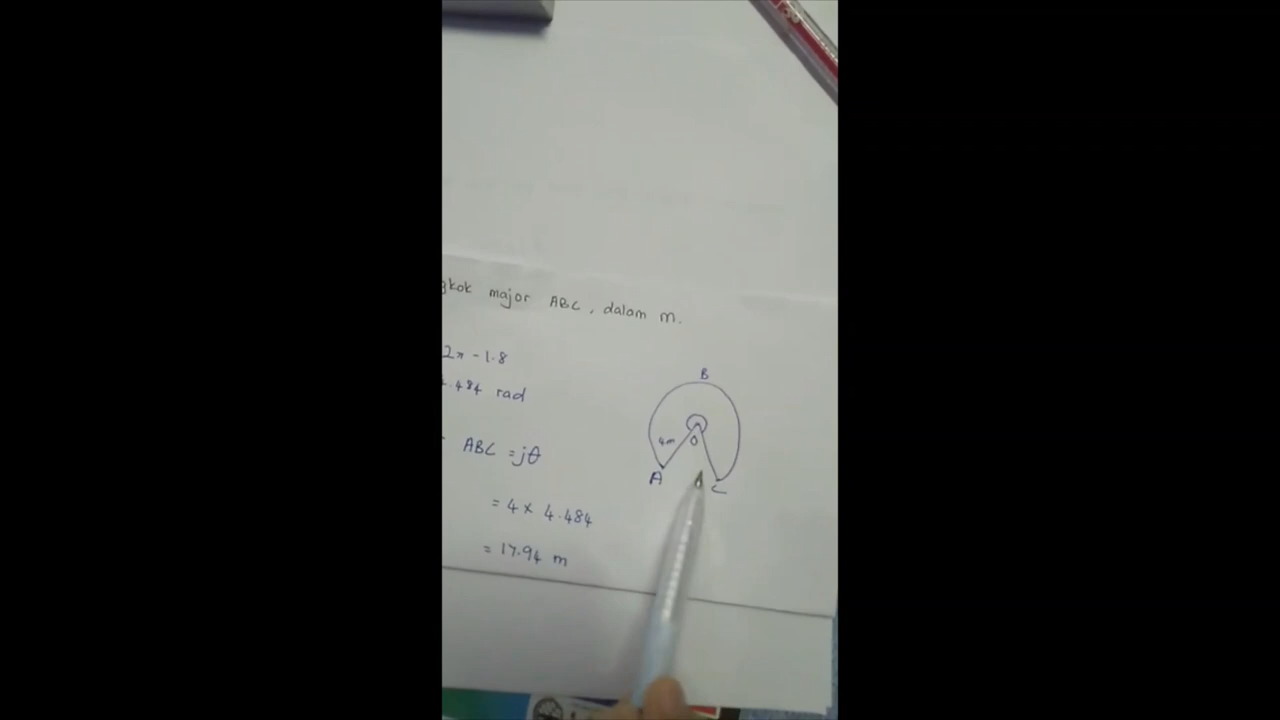 major ABC, dalam m.
2π - 1.8
.484 rad
ABC = jθ
= 4 × 4.484
= 17.94 m
B
4m
O
A
C